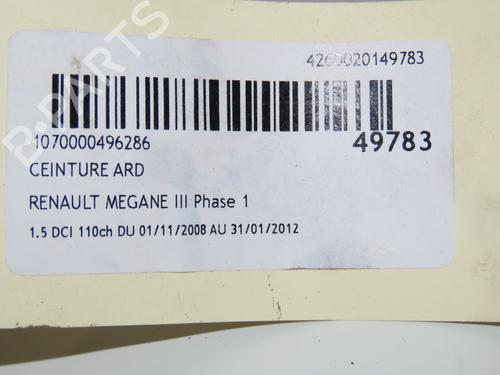 B-PARTS
4260020149783
1070000496286
49783
CEINTURE ARD
RENAULT MEGANE III Phase 1
1.5 DCI 110ch DU 01/11/2008 AU 31/01/2012